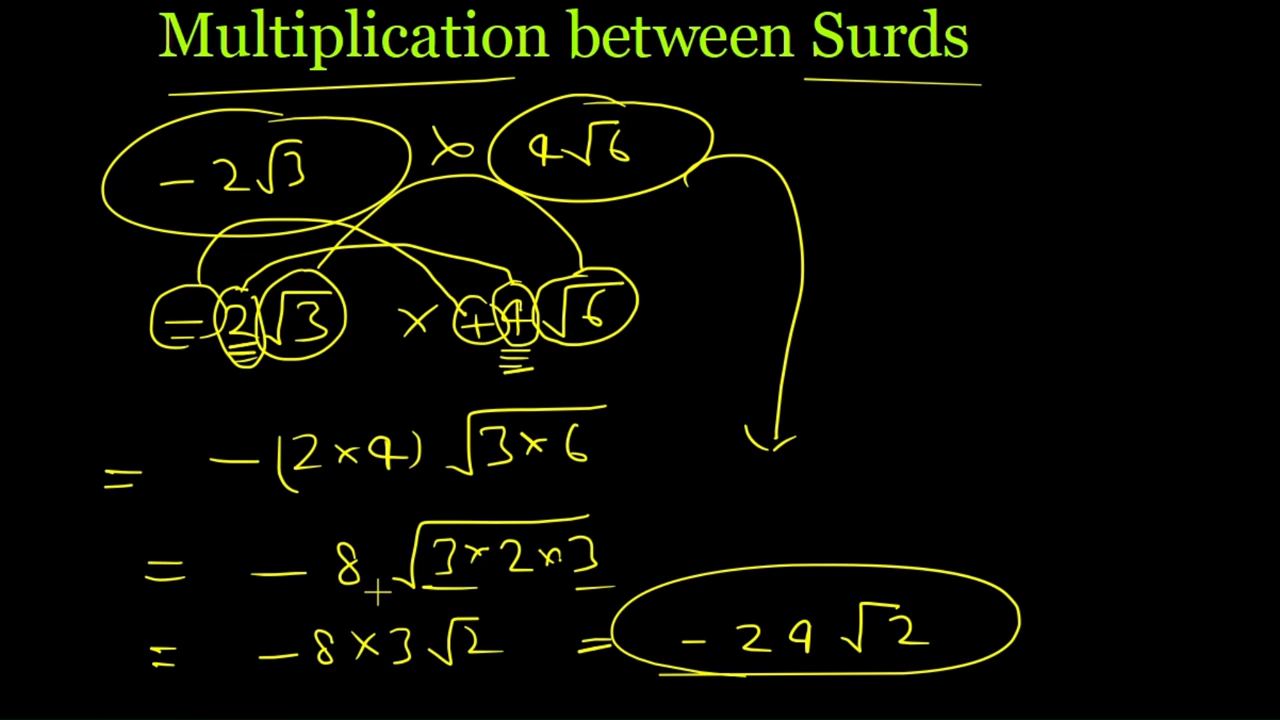 Multiplication between Surds
- 2√3 × 4√6
= - 2√3 × +4√6
= - (2×4) √3×6
= - 8 √3×2×3
= - 8×3√2 = - 24√2